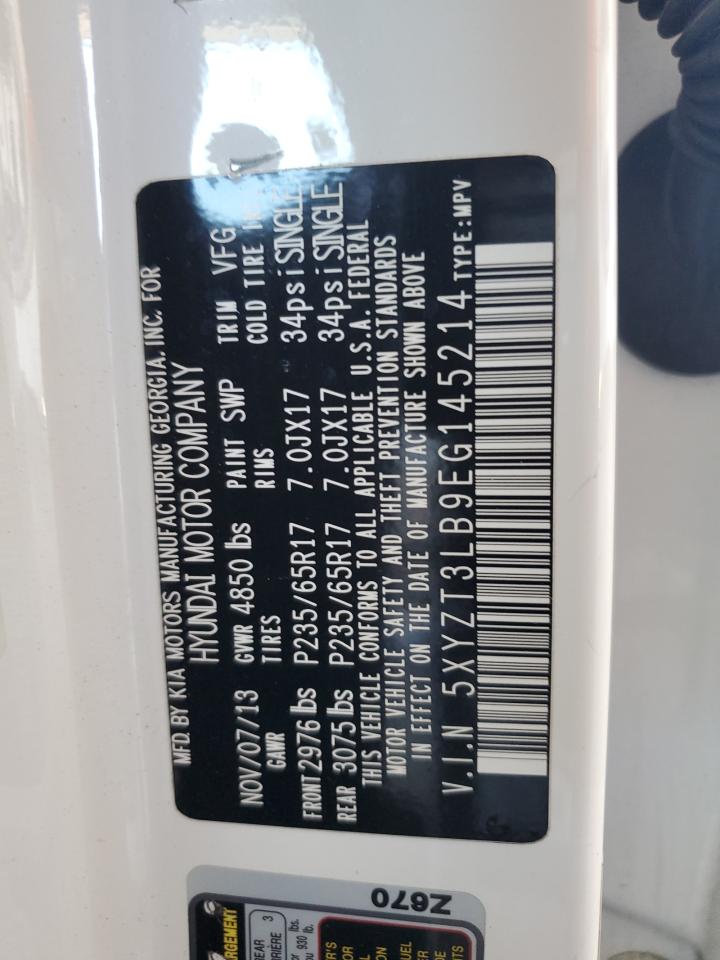 MFD. BY KIA MOTORS MANUFACTURING GEORGIA. INC. FOR
HYUNDAI MOTOR COMPANY
NOV/07/13 GVWR 4850 lbs PAINT SWP TRIM VFG
GAWR TIRES RIMS COLD TIRE
FRONT 2976 lbs P235/65R17 7.0JX17 34psi SINGLE
REAR 3075 lbs P235/65R17 7.0JX17 34psi SINGLE
THIS VEHICLE CONFORMS TO ALL APPLICABLE U.S.A. FEDERAL
MOTOR VEHICLE SAFETY AND THEFT PREVENTION STANDARDS
IN EFFECT ON THE DATE OF MANUFACTURE SHOWN ABOVE
V.I.N 5XYZT3LB9EG145214 TYPE:MPV
Z670